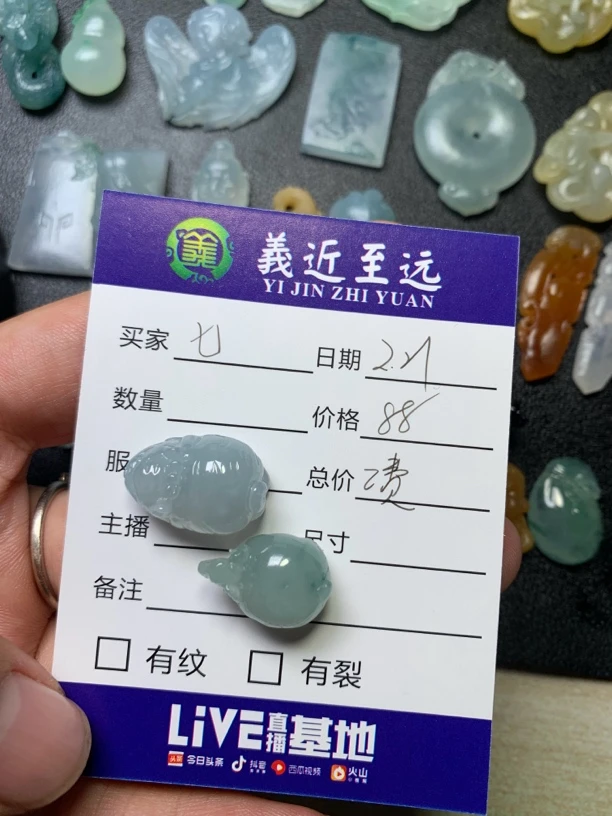 義近至远
YI JIN ZHI YUAN
买家 七 日期
数量 价格 88
服 总价
主播 尺寸
备注
有纹 有裂
LiVE直播基地
头条 今日头条 抖音 西瓜视频 火山